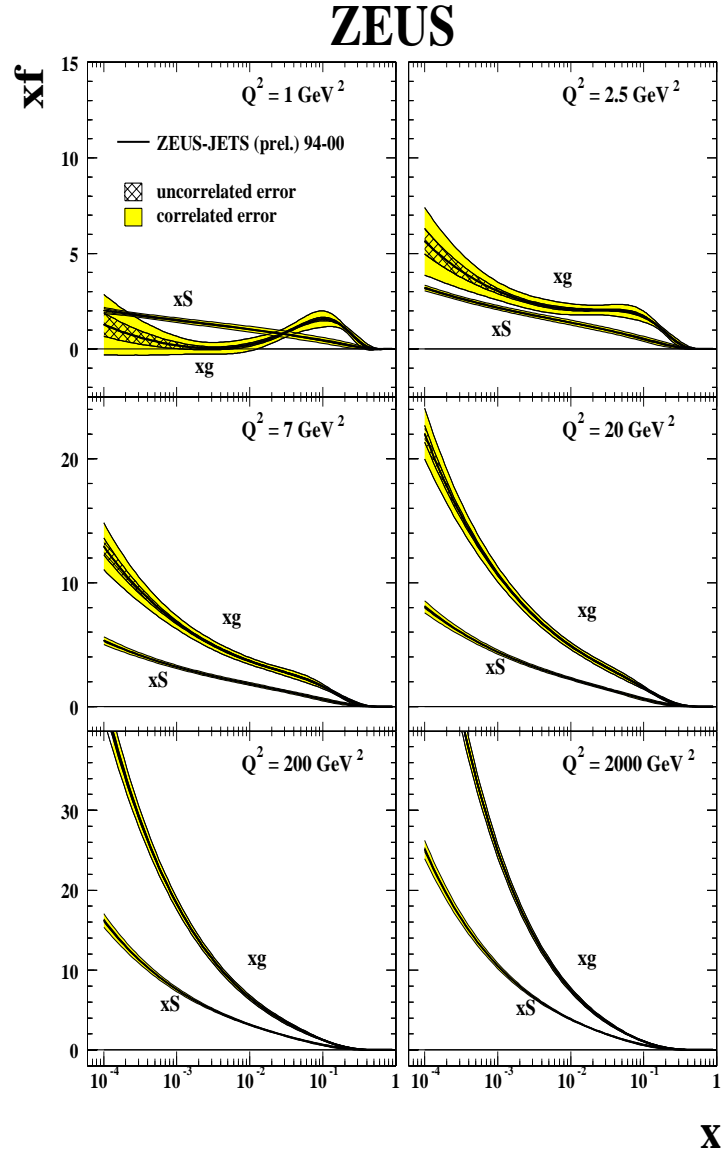 ZEUS
xf
15
Q² = 1 GeV²
Q² = 2.5 GeV²
ZEUS-JETS (prel.) 94-00
10
uncorrelated error
correlated error
5
xS
xg
xg
xS
0
Q² = 7 GeV²
Q² = 20 GeV²
20
10
xg
xg
xS
xS
0
Q² = 200 GeV²
Q² = 2000 GeV²
30
20
10
xg
xg
xS
xS
0
10⁻⁴ 10⁻³ 10⁻² 10⁻¹ 1 10⁻⁴ 10⁻³ 10⁻² 10⁻¹ 1
x